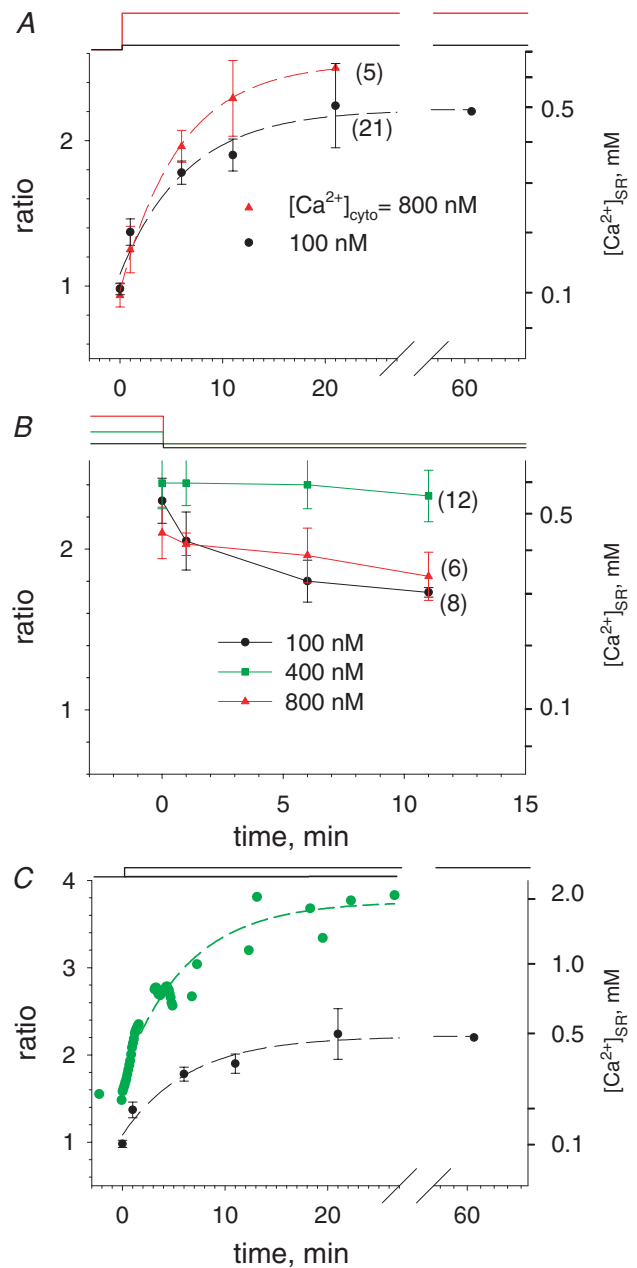 A
(5)
2
0.5
(21)
ratio
[Ca2+]SR, mM
[Ca2+]cyto= 800 nM
100 nM
1
0.1
0 10 20 60
B
(12)
0.5
2
(6)
(8)
ratio
[Ca2+]SR, mM
100 nM
400 nM
800 nM
1
0.1
0 5 10 15
time, min
C
4
2.0
3
1.0
ratio
[Ca2+]SR, mM
2
0.5
1
0.1
0 10 20 60
time, min